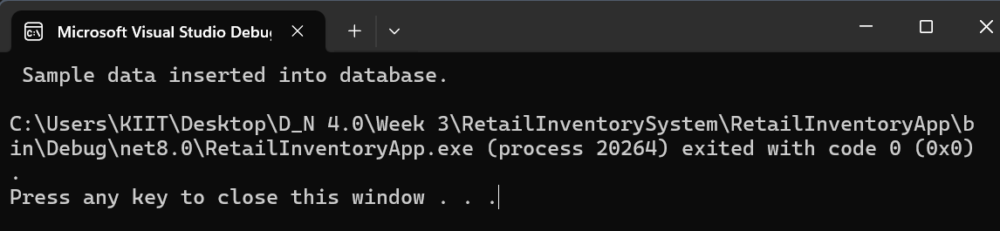 Microsoft Visual Studio Debu
Sample data inserted into database.
C:\Users\KIIT\Desktop\D_N 4.0\Week 3\RetailInventorySystem\RetailInventoryApp\b
in\Debug\net8.0\RetailInventoryApp.exe (process 20264) exited with code 0 (0x0)
.
Press any key to close this window . . .